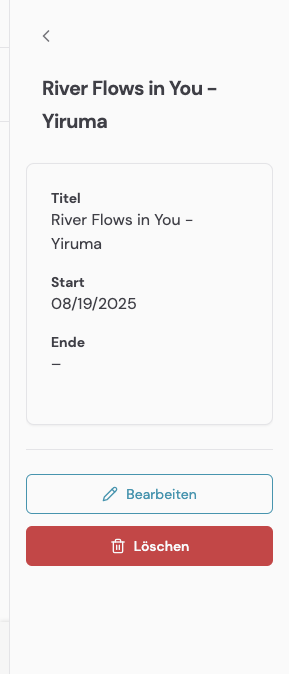 River Flows in You –
Yiruma
Titel
River Flows in You –
Yiruma
Start
08/19/2025
Ende
–
Bearbeiten
Löschen